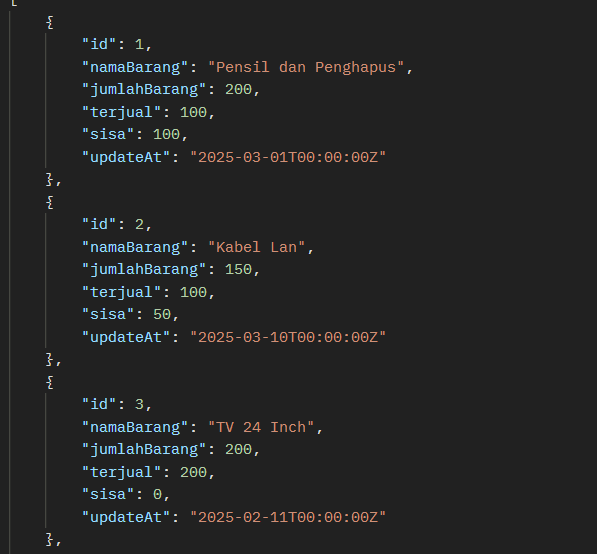 [
{
"id": 1,
"namaBarang": "Pensil dan Penghapus",
"jumlahBarang": 200,
"terjual": 100,
"sisa": 100,
"updateAt": "2025-03-01T00:00:00Z"
},
{
"id": 2,
"namaBarang": "Kabel Lan",
"jumlahBarang": 150,
"terjual": 100,
"sisa": 50,
"updateAt": "2025-03-10T00:00:00Z"
},
{
"id": 3,
"namaBarang": "TV 24 Inch",
"jumlahBarang": 200,
"terjual": 200,
"sisa": 0,
"updateAt": "2025-02-11T00:00:00Z"
},